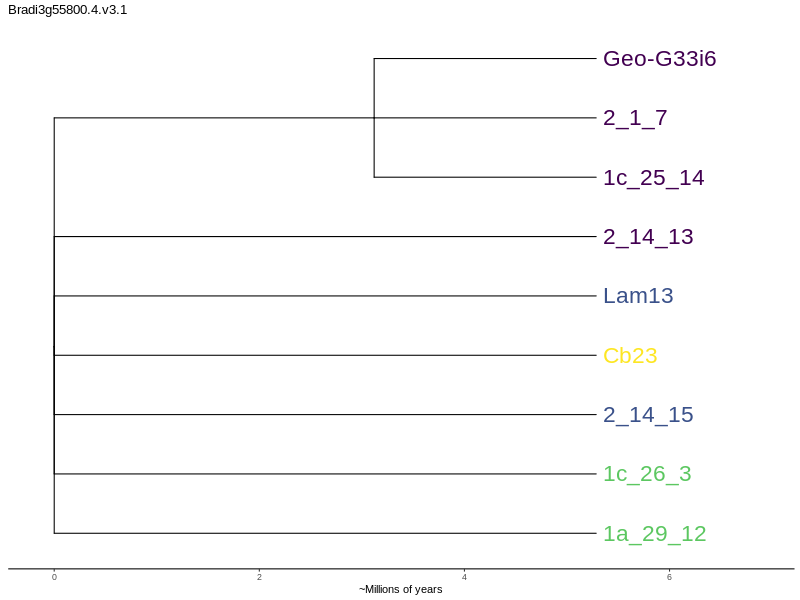 Bradi3g55800.4.v3.1
Geo-G33i6
2_1_7
1c_25_14
2_14_13
Lam13
Cb23
2_14_15
1c_26_3
1a_29_12
0 2 4 6
~Millions of years